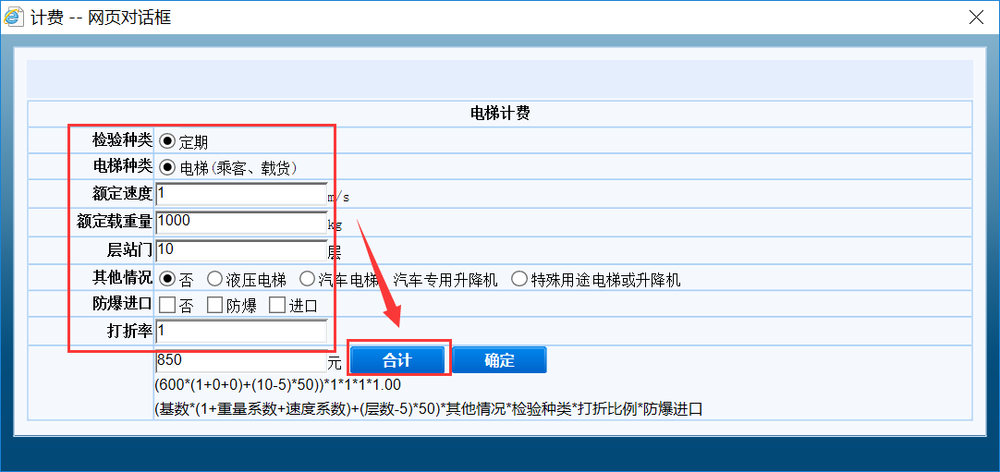 计费 -- 网页对话框
电梯计费
检验种类 定期
电梯种类 电梯(乘客、载货)
额定速度 1 m/s
额定载重量 1000 kg
层站门 10 层
其他情况 否 液压电梯 汽车电梯、汽车专用升降机 特殊用途电梯或升降机
防爆进口 否 防爆 进口
打折率 1
850 元 合计 确定
(600*(1+0+0)+(10-5)*50))*1*1*1*1.00
(基数*(1+重量系数+速度系数)+(层数-5)*50)*其他情况*检验种类*打折比例*防爆进口